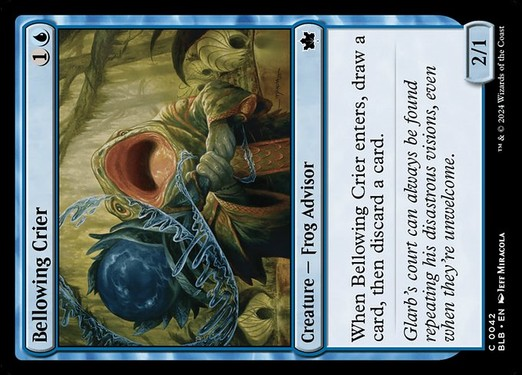 Bellowing Crier 1
Creature — Frog Advisor
When Bellowing Crier enters, draw a
card, then discard a card.
Glarb's court can always be found
repeating his disastrous visions, even
when they're unwelcome.
2/1
C 0042
BLB • EN JEFF MIRACOLA
™ & © 2024 Wizards of the Coast